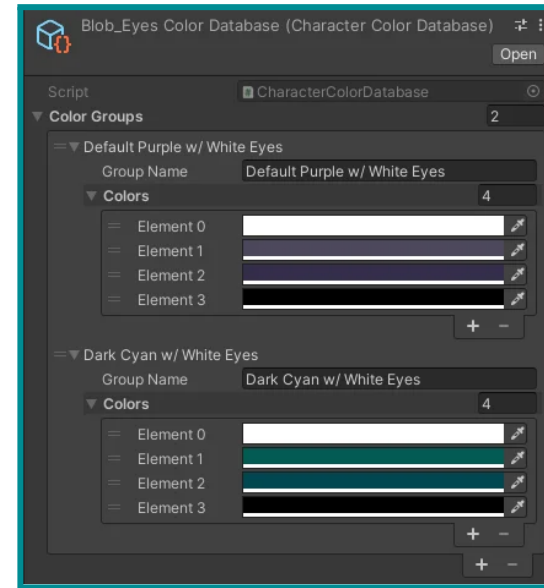 Blob_Eyes Color Database (Character Color Database)
Open
Script CharacterColorDatabase
Color Groups 2
Default Purple w/ White Eyes
Group Name Default Purple w/ White Eyes
Colors 4
Element 0
Element 1
Element 2
Element 3
+ −
Dark Cyan w/ White Eyes
Group Name Dark Cyan w/ White Eyes
Colors 4
Element 0
Element 1
Element 2
Element 3
+ −
+ −